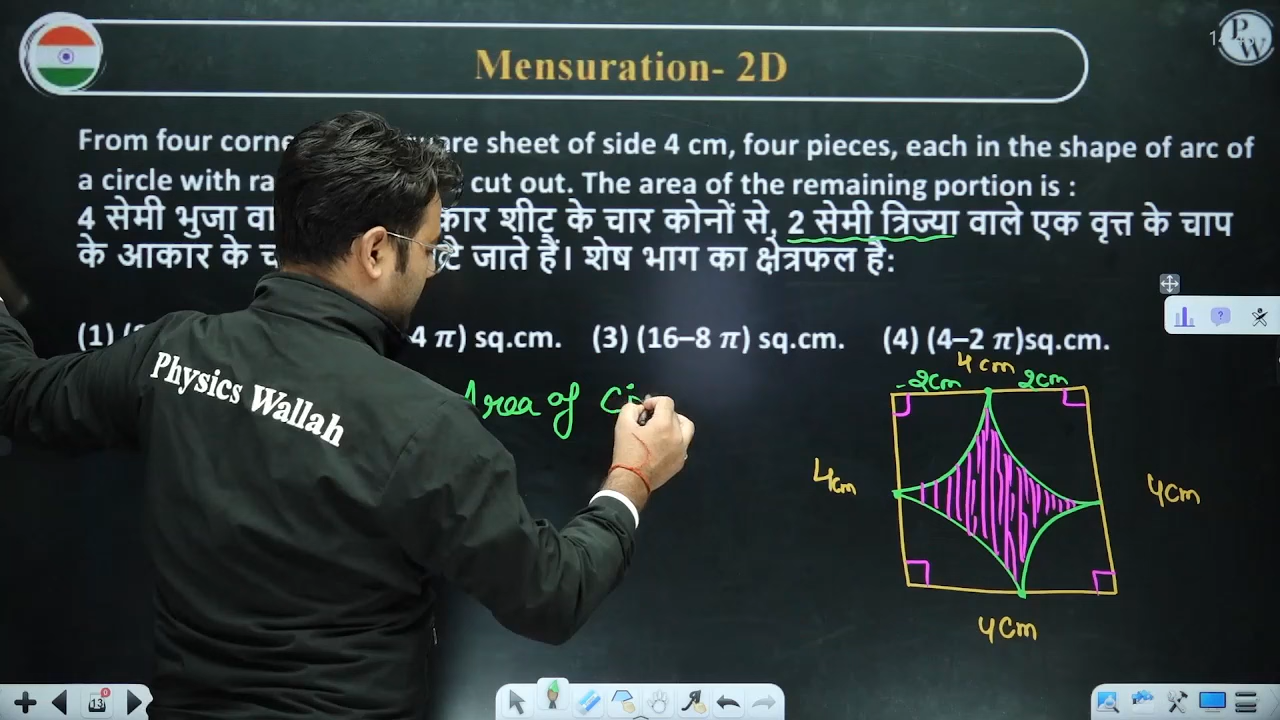 Mensuration- 2D
PW
From four are sheet of side 4 cm, four pieces, each in the shape of arc of
a circle with cut out. The area of the remaining portion is :
4 सेमी भुजा कार शीट के चार कोनों से, 2 सेमी त्रिज्या वाले एक वृत्त के चाप
के आकार के जाते हैं। शेष भाग का क्षेत्रफल है:
(1) 4 π) sq.cm. (3) (16–8 π) sq.cm. (4) (4–2 π)sq.cm.
4 cm
2cm 2cm
Area of
4cm 4cm
4cm
Physics Wallah
13